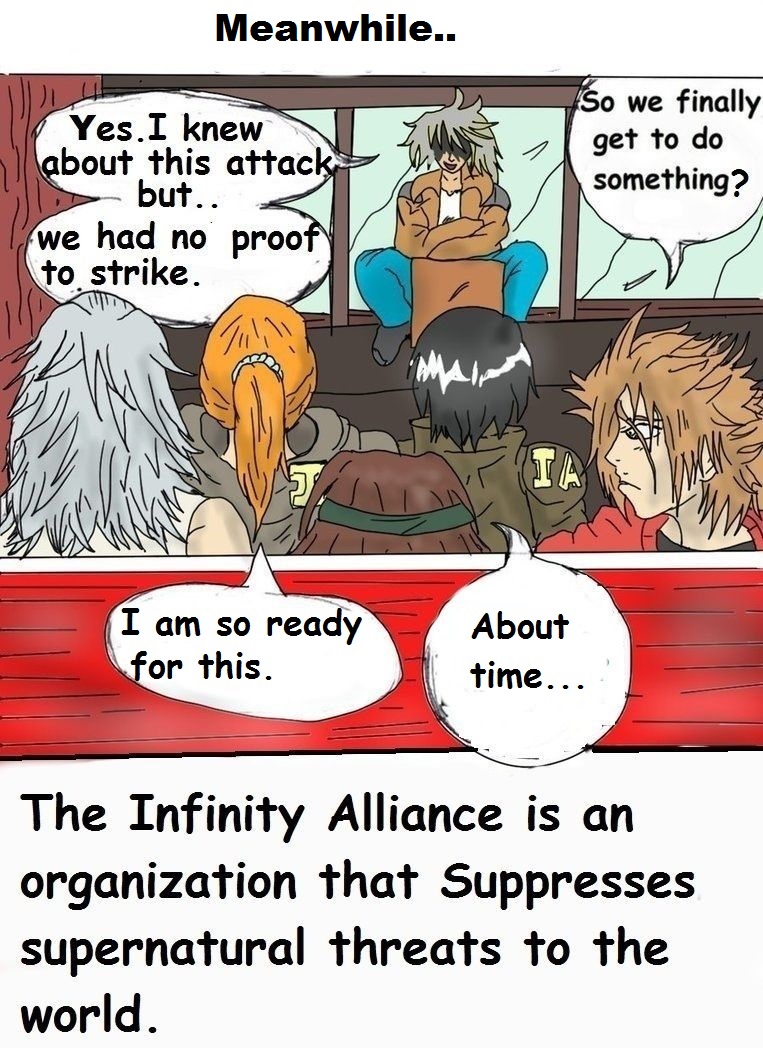 Meanwhile..
Yes.I knew
about this attack
but..
we had no proof
to strike.
So we finally
get to do
something?
IA
I am so ready
for this.
About
time...
The Infinity Alliance is an
organization that Suppresses
supernatural threats to the
world.